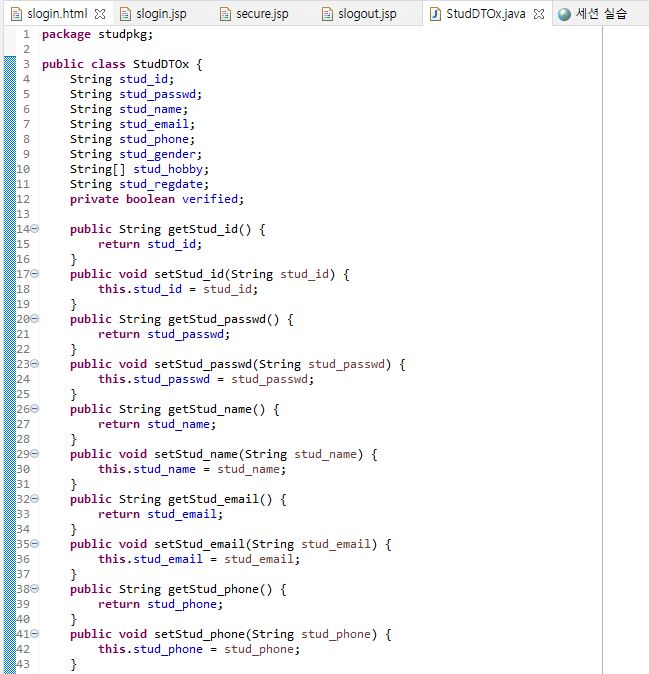 slogin.html slogin.jsp secure.jsp slogout.jsp StudDTOx.java 세션 실습
1 package studpkg;
2
3 public class StudDTOx {
4     String stud_id;
5     String stud_passwd;
6     String stud_name;
7     String stud_email;
8     String stud_phone;
9     String stud_gender;
10     String[] stud_hobby;
11     String stud_regdate;
12     private boolean verified;
13
14     public String getStud_id() {
15         return stud_id;
16     }
17     public void setStud_id(String stud_id) {
18         this.stud_id = stud_id;
19     }
20     public String getStud_passwd() {
21         return stud_passwd;
22     }
23     public void setStud_passwd(String stud_passwd) {
24         this.stud_passwd = stud_passwd;
25     }
26     public String getStud_name() {
27         return stud_name;
28     }
29     public void setStud_name(String stud_name) {
30         this.stud_name = stud_name;
31     }
32     public String getStud_email() {
33         return stud_email;
34     }
35     public void setStud_email(String stud_email) {
36         this.stud_email = stud_email;
37     }
38     public String getStud_phone() {
39         return stud_phone;
40     }
41     public void setStud_phone(String stud_phone) {
42         this.stud_phone = stud_phone;
43     }